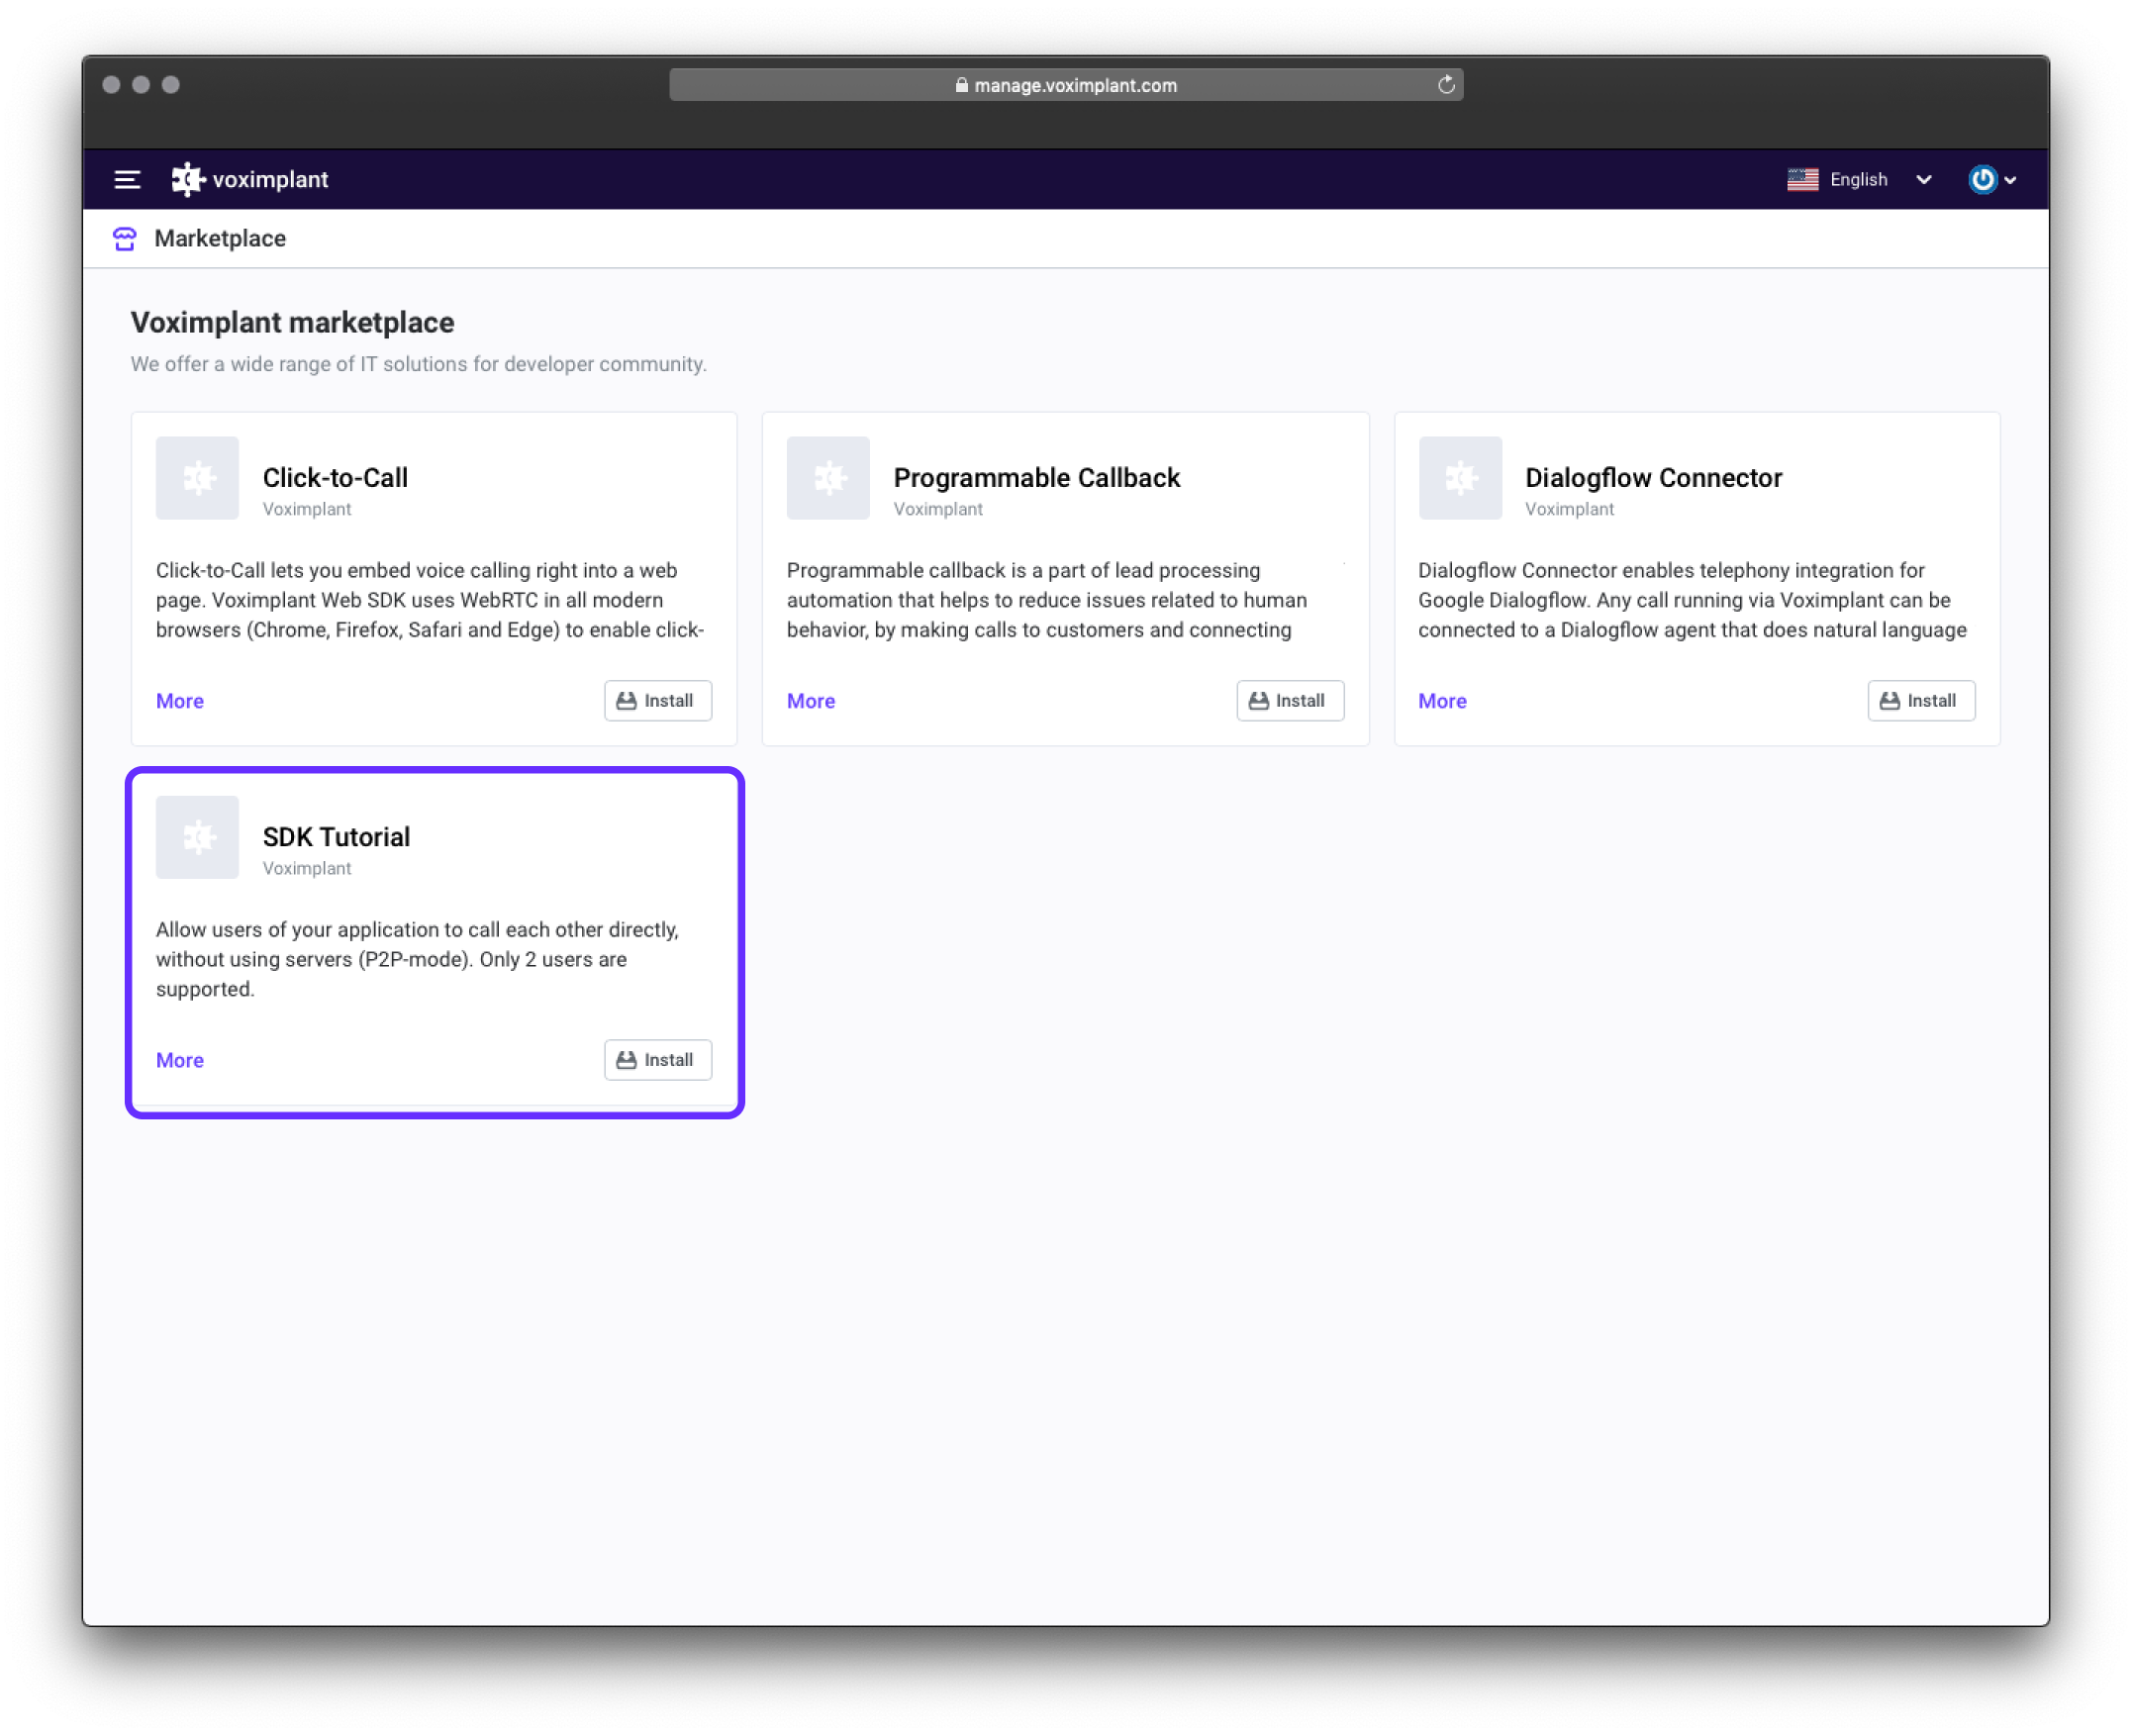 manage.voximplant.com
voximplant
English
Marketplace
Voximplant marketplace
We offer a wide range of IT solutions for developer community.
Click-to-Call
Voximplant
Click-to-Call lets you embed voice calling right into a web
page. Voximplant Web SDK uses WebRTC in all modern
browsers (Chrome, Firefox, Safari and Edge) to enable click-
More
Install
Programmable Callback
Voximplant
Programmable callback is a part of lead processing
automation that helps to reduce issues related to human
behavior, by making calls to customers and connecting
More
Install
Dialogflow Connector
Voximplant
Dialogflow Connector enables telephony integration for
Google Dialogflow. Any call running via Voximplant can be
connected to a Dialogflow agent that does natural language
More
Install
SDK Tutorial
Voximplant
Allow users of your application to call each other directly,
without using servers (P2P-mode). Only 2 users are
supported.
More
Install